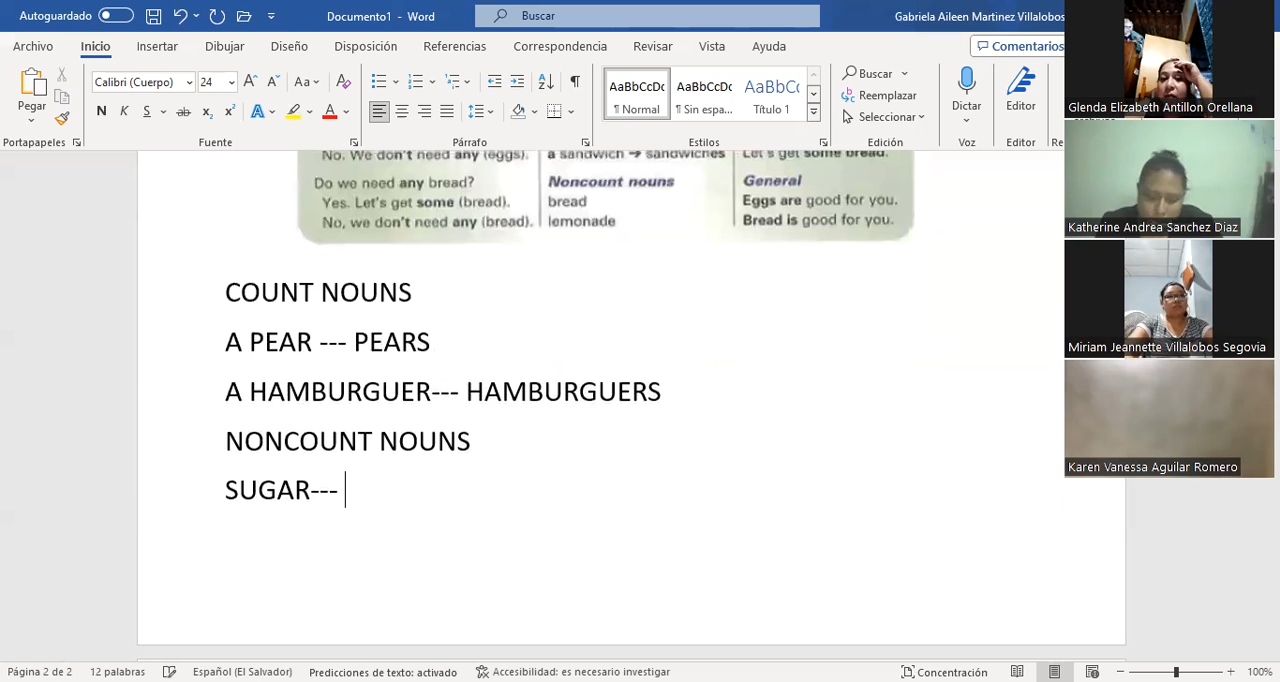 Autoguardado
Documento1 - Word
Buscar
Gabriela Aileen Martinez Villalobos
Archivo Inicio Insertar Dibujar Diseño Disposición Referencias Correspondencia Revisar Vista Ayuda
Comentarios
Pegar
Calibri (Cuerpo) 24
AaBbCcDc AaBbCcDc AaBbCc
¶ Normal ¶ Sin espa... Título 1
Buscar
Reemplazar
Seleccionar
Dictar
Editor
Portapapeles Fuente Párrafo Estilos Edición Voz Editor Re
No. We don't need any (eggs).
a sandwich → sandwiches
Let's get some bread.
Do we need any bread?
Noncount nouns
General
Yes. Let's get some (bread).
bread
Eggs are good for you.
No, we don't need any (bread).
lemonade
Bread is good for you.
COUNT NOUNS
A PEAR --- PEARS
A HAMBURGUER--- HAMBURGUERS
NONCOUNT NOUNS
SUGAR---
Glenda Elizabeth Antillon Orellana
Katherine Andrea Sanchez Díaz
Miriam Jeannette Villalobos Segovia
Karen Vanessa Aguilar Romero
Página 2 de 2 12 palabras Español (El Salvador) Predicciones de texto: activado Accesibilidad: es necesario investigar Concentración 100%